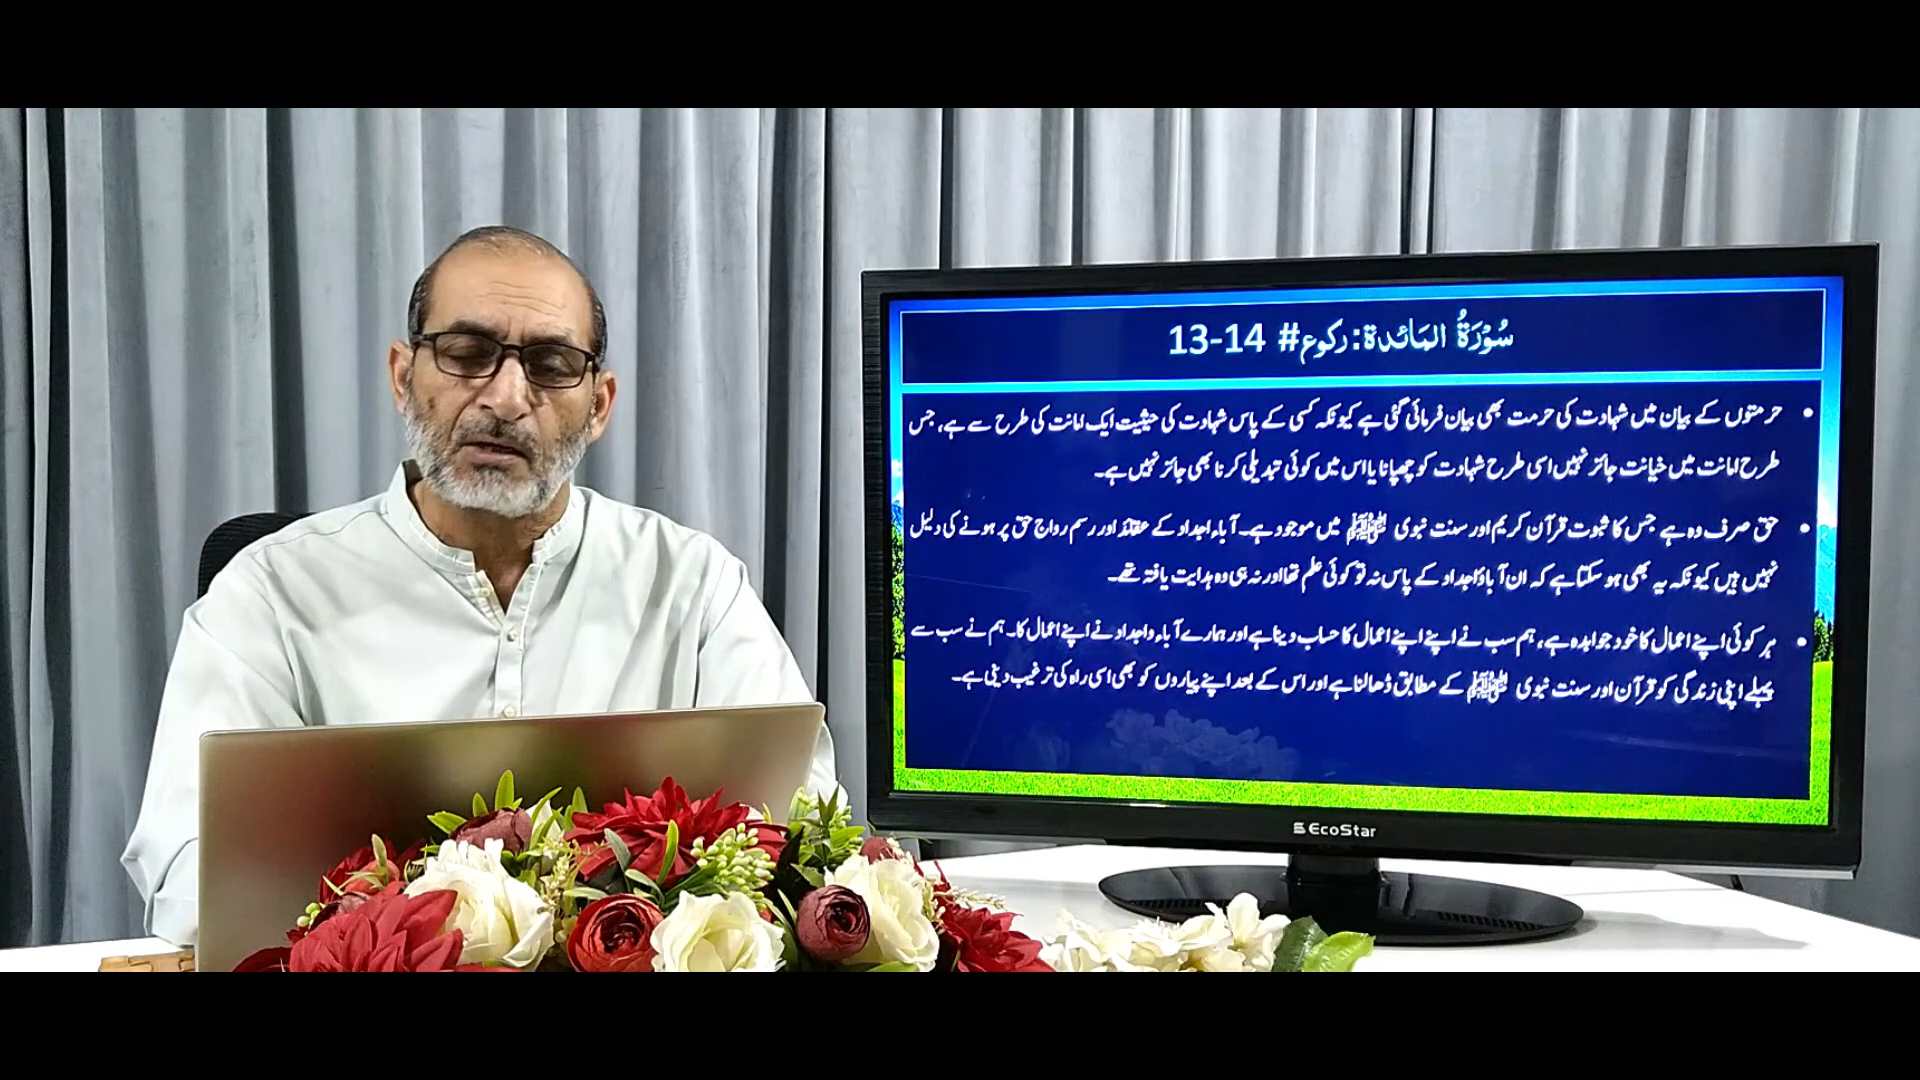 سُوْرَةُ المَائدة: رکوع# 14-13
• حرمتوں کے بیان میں شہادت کی حرمت بھی بیان فرمائی گئی ہے کیونکہ کسی کے پاس شہادت کی حیثیت ایک امانت کی طرح سے ہے، جس
طرح امانت میں خیانت جائز نہیں اسی طرح شہادت کو چھپانا یا اس میں کوئی تبدیلی کرنا بھی جائز نہیں ہے۔
• حق صرف وہ ہے جس کا ثبوت قرآن کریم اور سنت نبوی ﷺ میں موجود ہے۔ آباءاجداد کے عقائد اور رسم رواج حق پر ہونے کی دلیل
نہیں ہیں کیونکہ یہ بھی ہو سکتا ہے کہ ان آباؤاجداد کے پاس نہ تو کوئی علم تھا اور نہ ہی وہ ہدایت یافتہ تھے۔
• ہر کوئی اپنے اعمال کا خود جوابدہ ہے، ہم سب نے اپنے اپنے اعمال کا حساب دینا ہے اور ہمارے آباء واجداد نے اپنے اعمال کا۔ ہم نے سب سے
پہلے اپنی زندگی کو قرآن اور سنت نبوی ﷺ کے مطابق ڈھالنا ہے اور اس کے بعد اپنے پیاروں کو بھی اسی راہ کی ترغیب دینی ہے۔
EcoStar